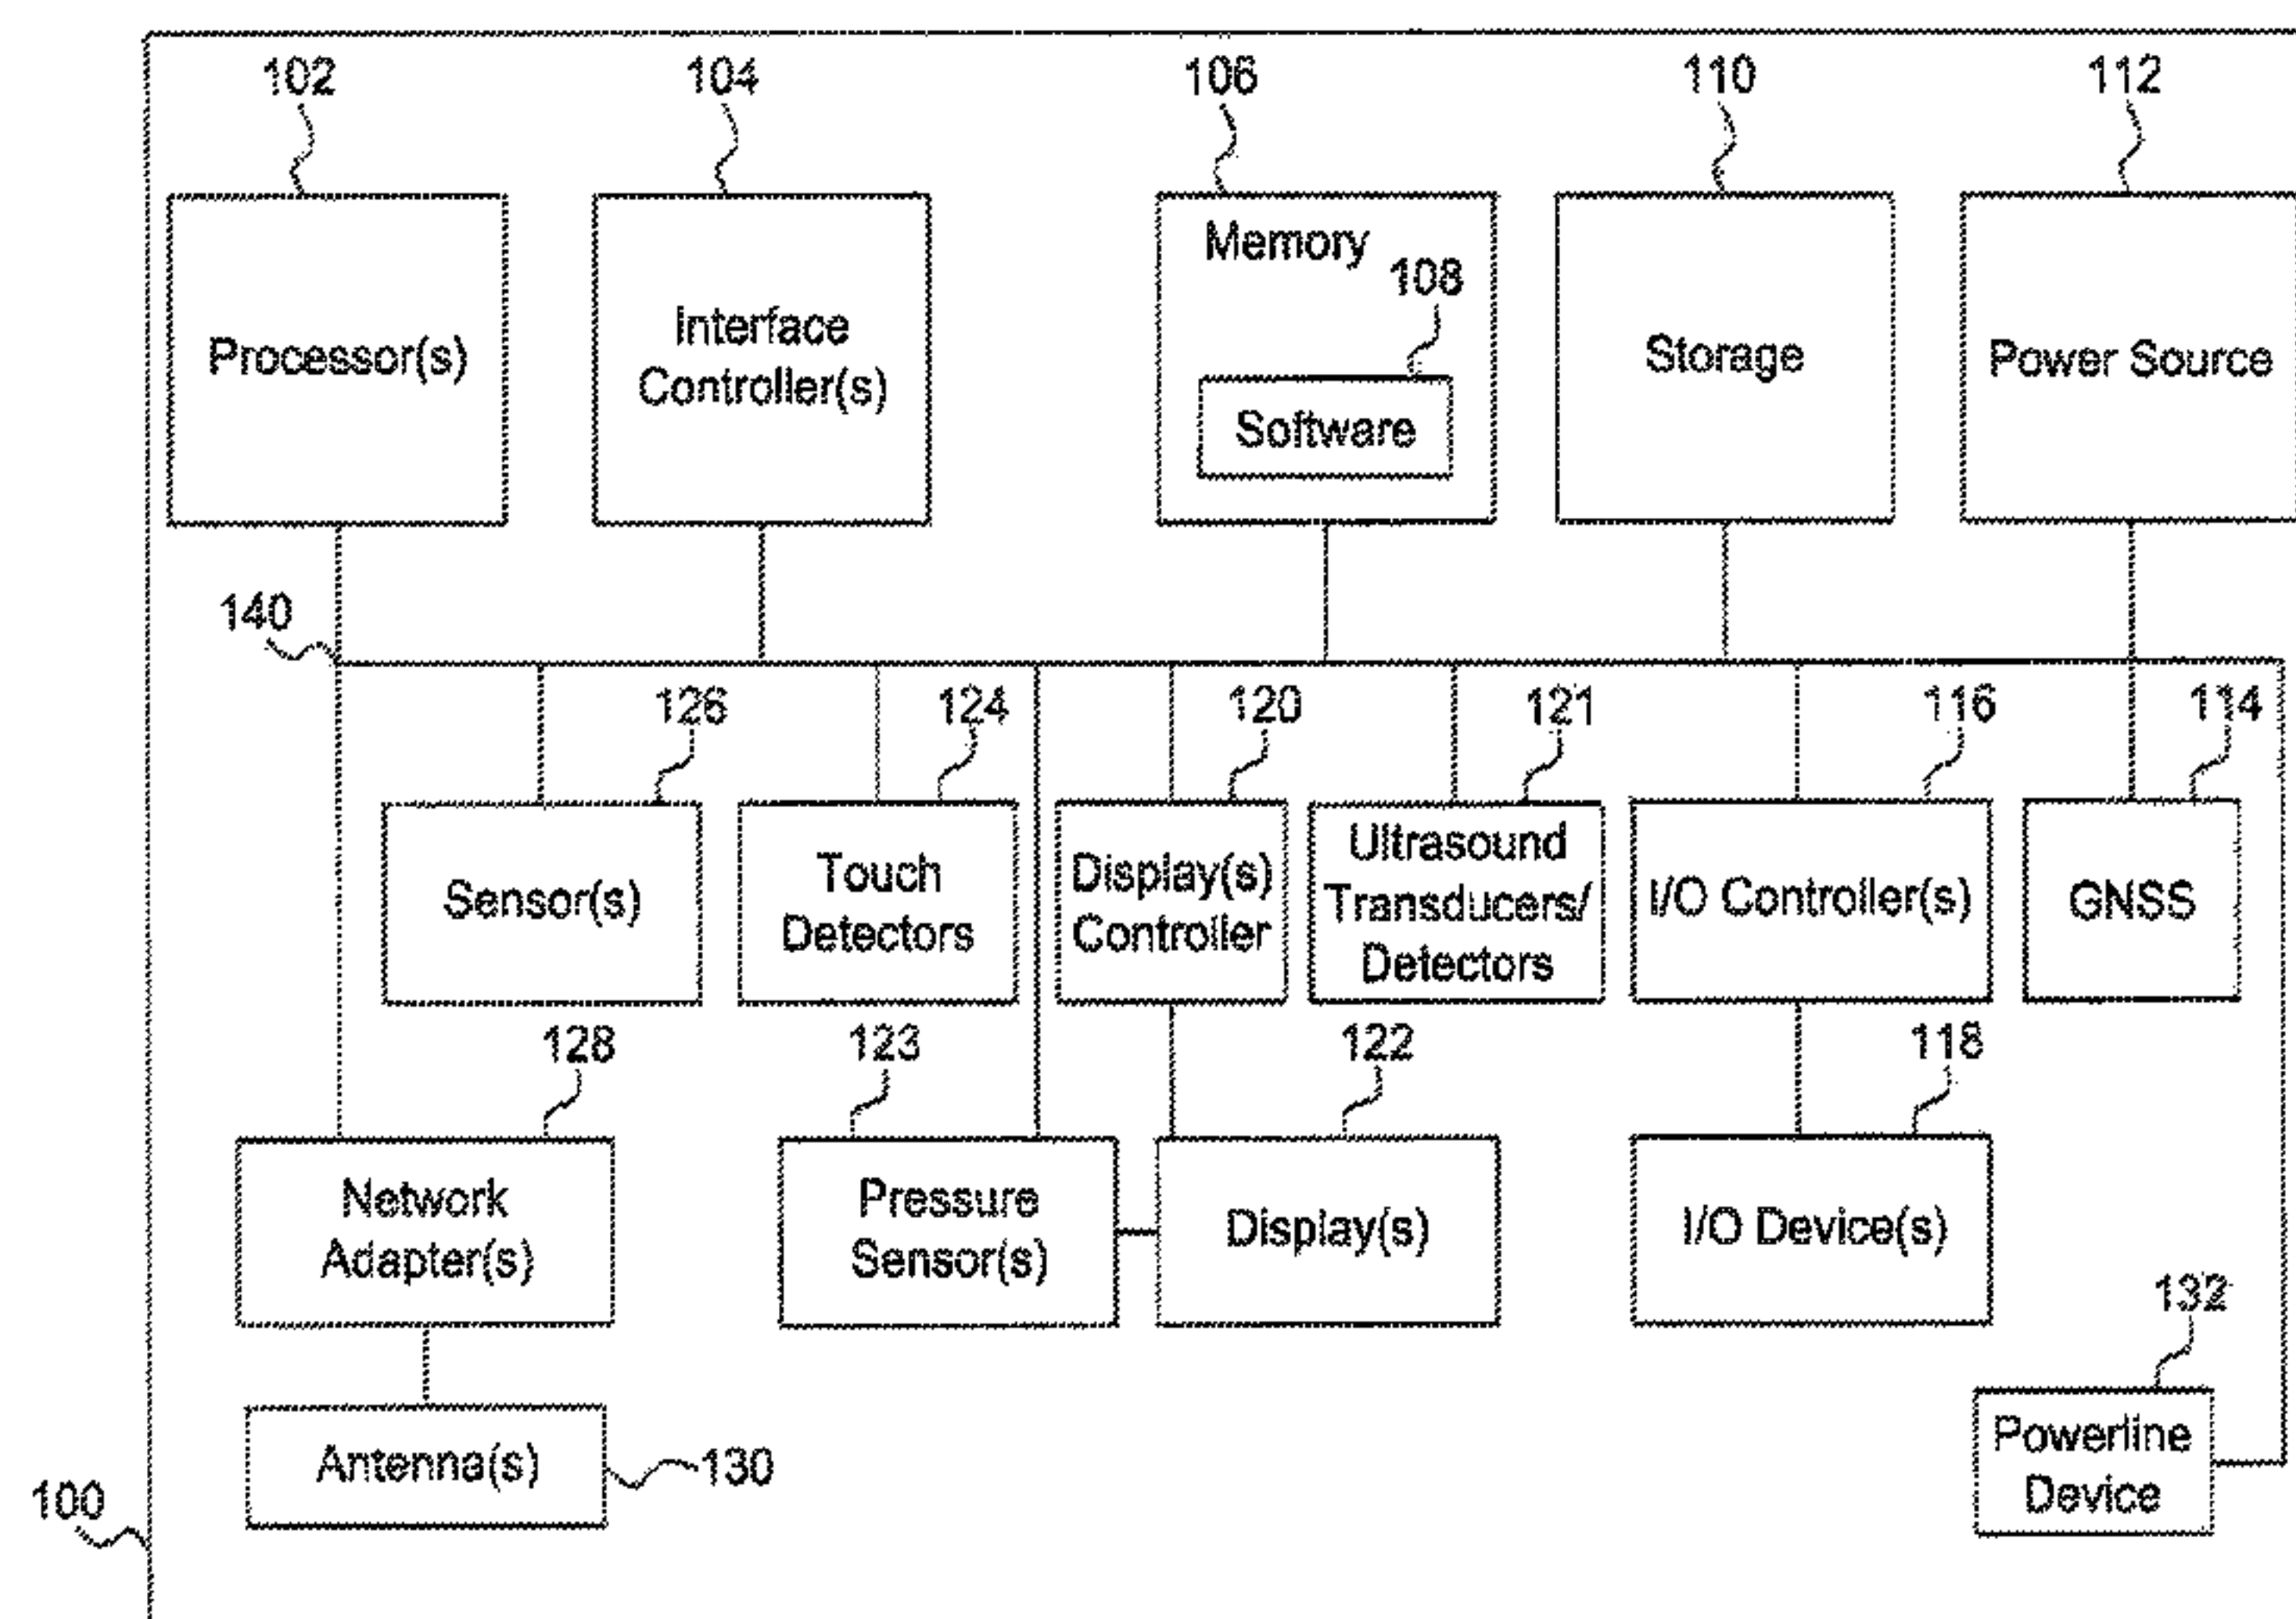 102
104
106
110
112
Processor(s)
Interface
Controller(s)
Memory
108
Software
Storage
Power Source
140
126
124
120
121
116
114
Sensor(s)
Touch
Detectors
Display(s)
Controller
Ultrasound
Transducers/
Detectors
I/O Controller(s)
GNSS
128
123
122
118
Network
Adapter(s)
Pressure
Sensor(s)
Display(s)
I/O Device(s)
132
Powerline
Device
Antenna(s)
130
100